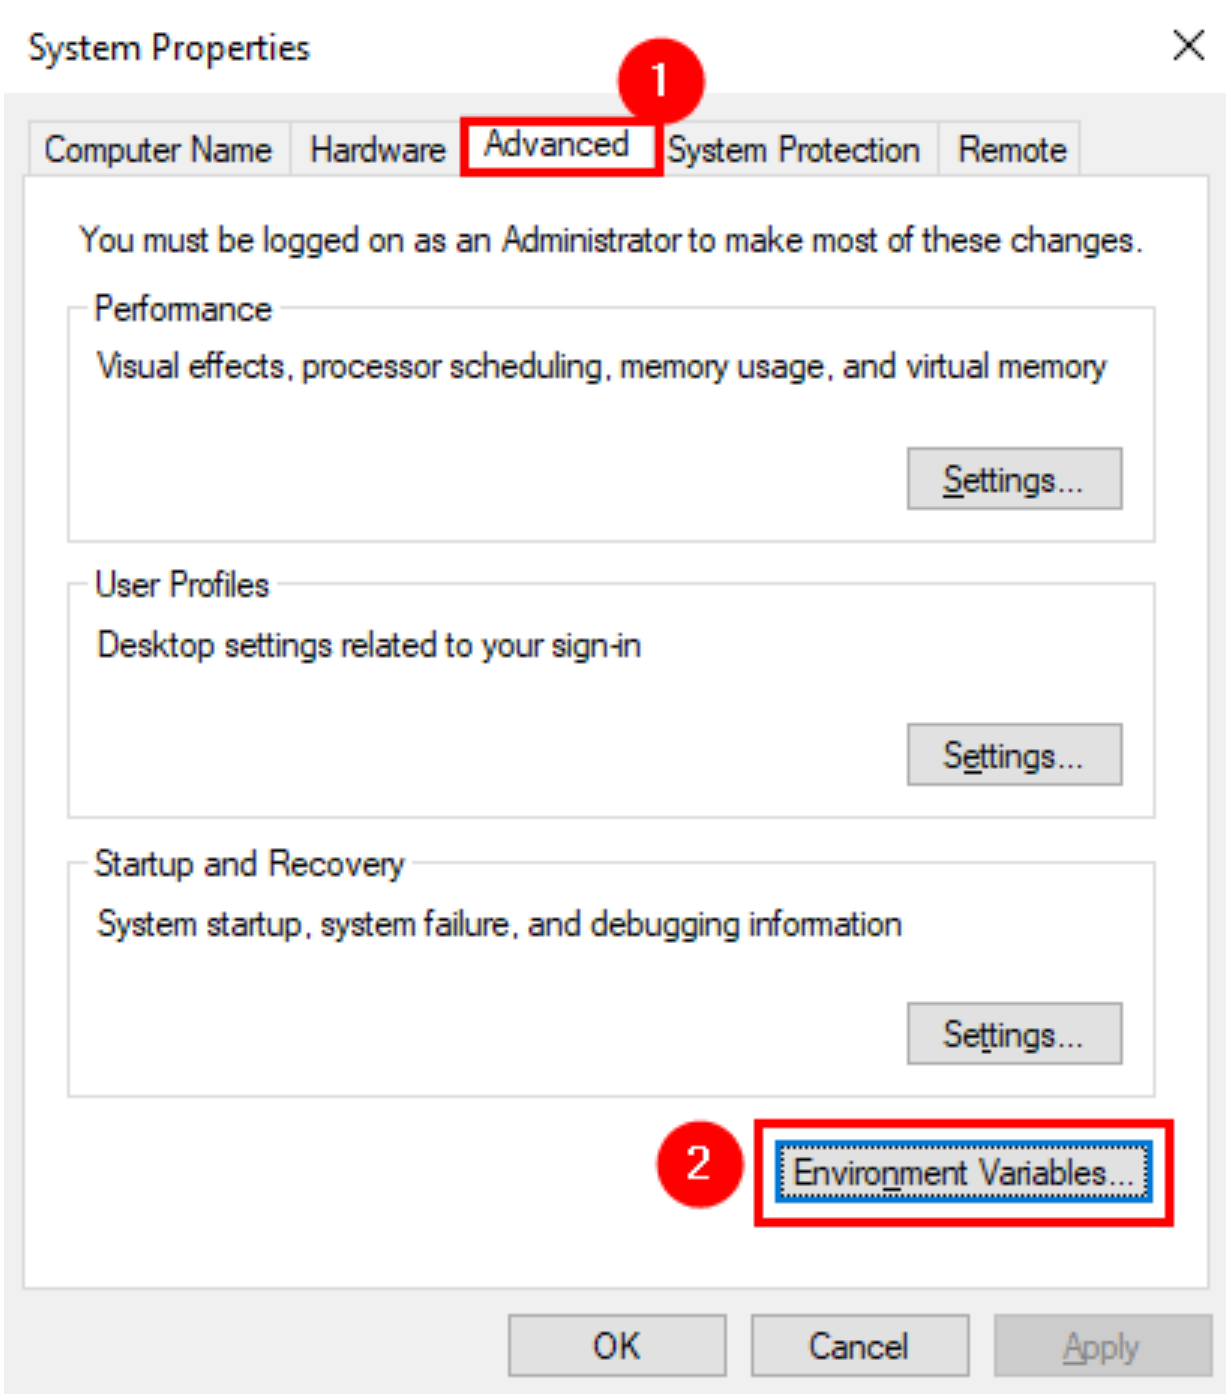 System Properties
1
Computer Name Hardware Advanced System Protection Remote
You must be logged on as an Administrator to make most of these changes.
Performance
Visual effects, processor scheduling, memory usage, and virtual memory
Settings...
User Profiles
Desktop settings related to your sign-in
Settings...
Startup and Recovery
System startup, system failure, and debugging information
Settings...
2 Environment Variables...
OK Cancel Apply